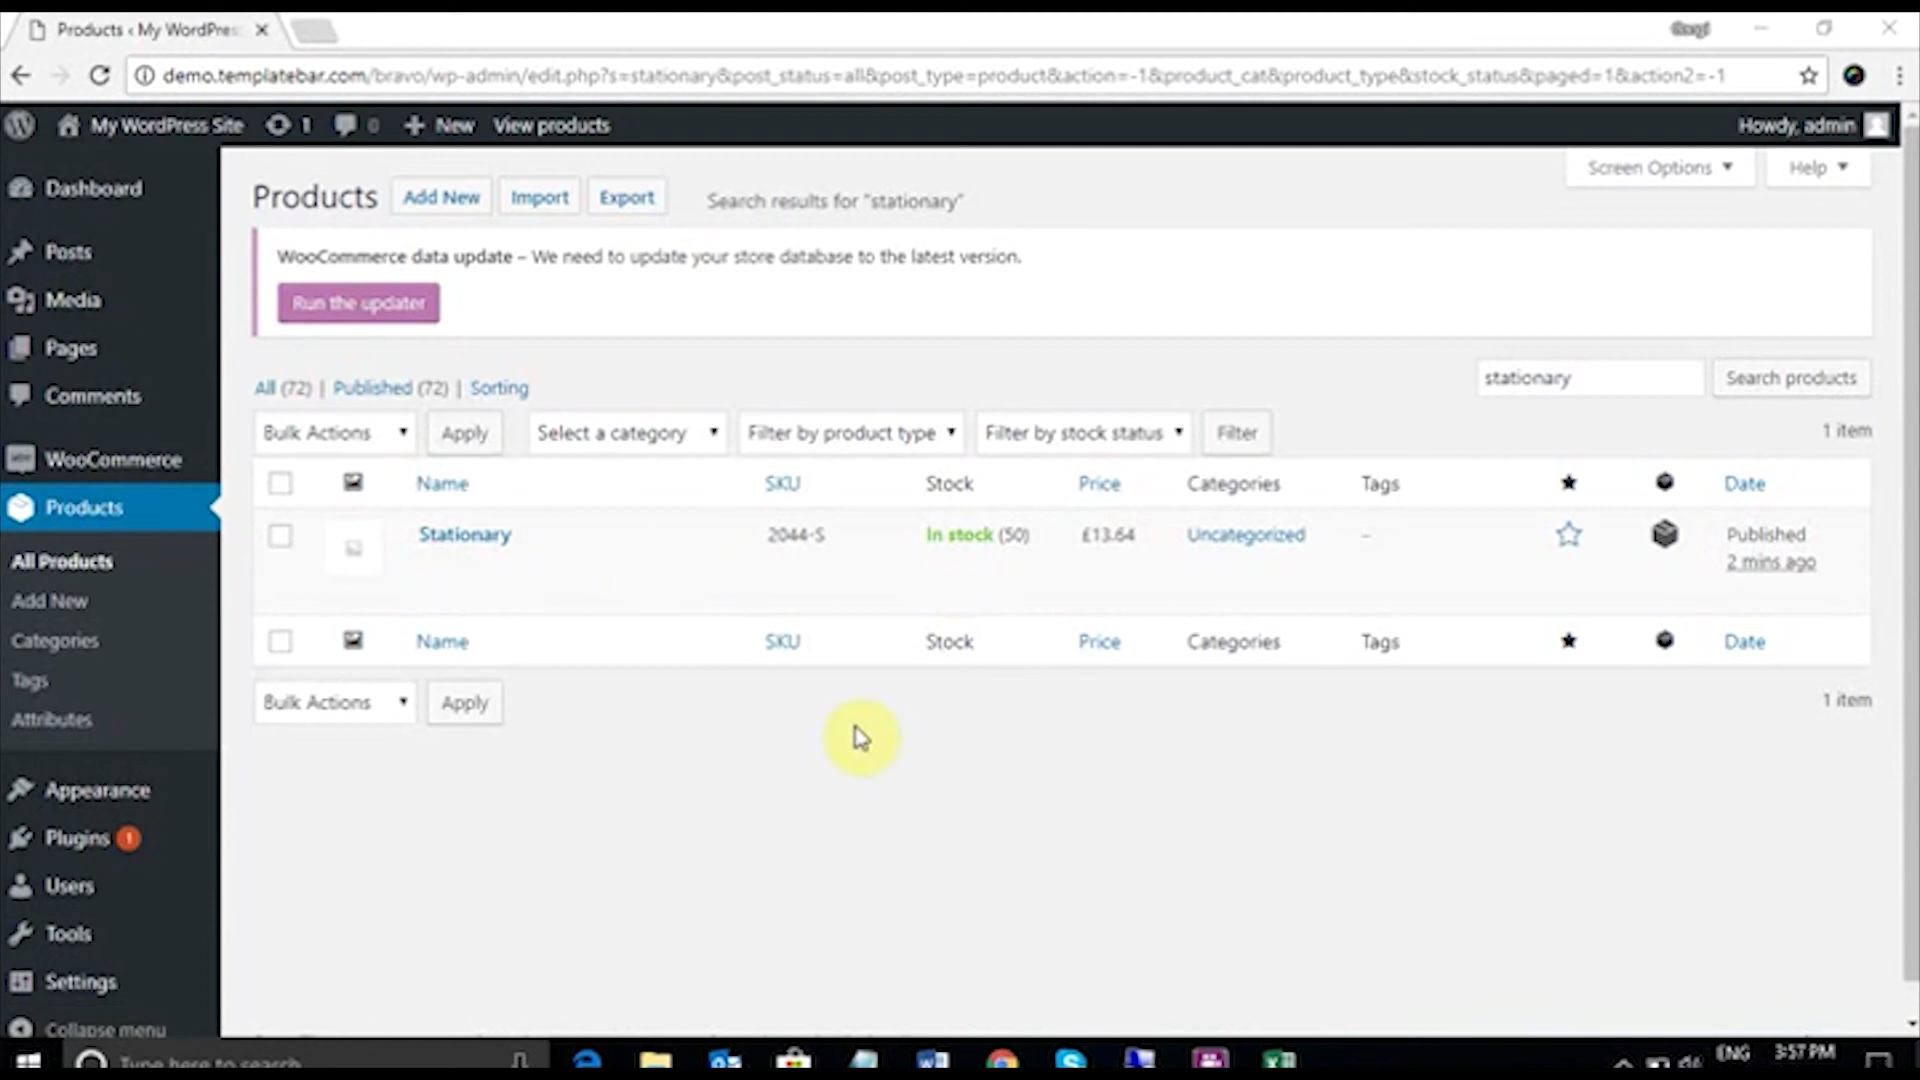 Products ‹ My WordPres
demo.templatebar.com/bravo/wp-admin/edit.php?s=stationary&post_status=all&post_type=product&action=-1&product_cat&product_type&stock_status&paged=1&action2=-1
My WordPress Site 1 0 New View products Howdy, admin
Screen Options Help
Products Add New Import Export Search results for "stationary"
WooCommerce data update – We need to update your store database to the latest version.
Run the updater
All (72) | Published (72) | Sorting
stationary Search products
Bulk Actions Apply Select a category Filter by product type Filter by stock status Filter 1 item
Name SKU Stock Price Categories Tags Date
Stationary 2044-S In stock (50) £13.64 Uncategorized – Published
2 mins ago
Name SKU Stock Price Categories Tags Date
Bulk Actions Apply 1 item
Dashboard
Posts
Media
Pages
Comments
WooCommerce
Products
All Products
Add New
Categories
Tags
Attributes
Appearance
Plugins 1
Users
Tools
Settings
Collapse menu
Type here to search
ENG 3:57 PM